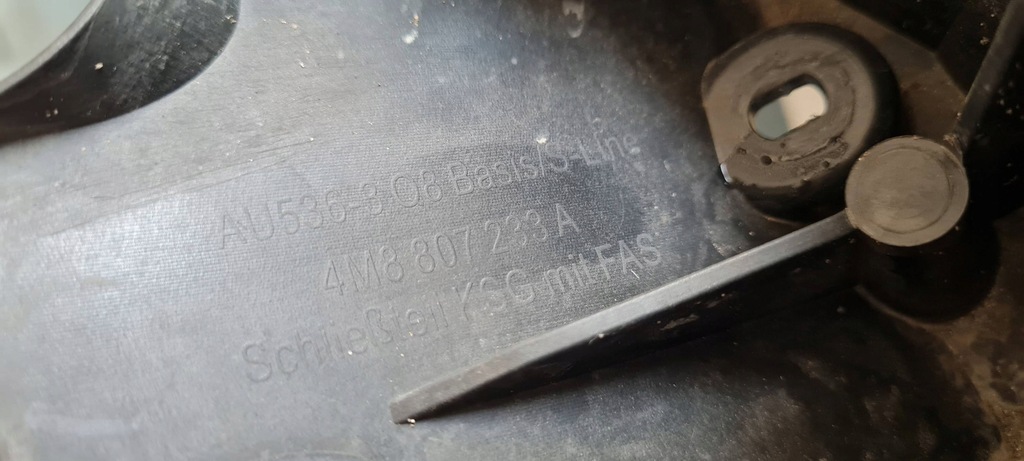 AU536-3 Q8 Basis/S-Line
4M8 807 233 A
Schließteil KSG mit FAS